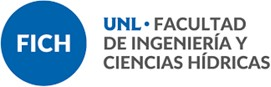 FICH
UNL • FACULTAD
DE INGENIERÍA Y
CIENCIAS HÍDRICAS